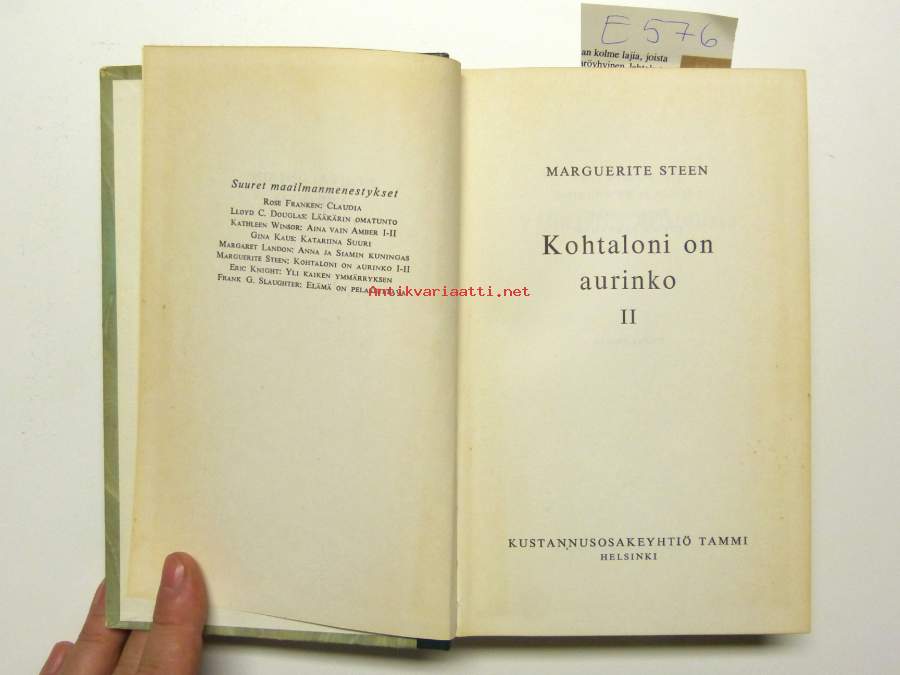 E 576
an kolme lajia, joista
Suuret maailmanmenestykset
Rose Franken: Claudia
Lloyd C. Douglas: Lääkärin omatunto
Kathleen Winsor: Aina vain Amber I-II
Gina Kaus: Katariina Suuri
Margaret Landon: Anna ja Siamin kuningas
Marguerite Steen: Kohtaloni on aurinko I-II
Eric Knight: Yli kaiken ymmärryksen
Frank G. Slaughter: Elämä on
Antikvariaatti.net
MARGUERITE STEEN
Kohtaloni on
aurinko
II
KUSTANNUSOSAKEYHTIÖ TAMMI
HELSINKI